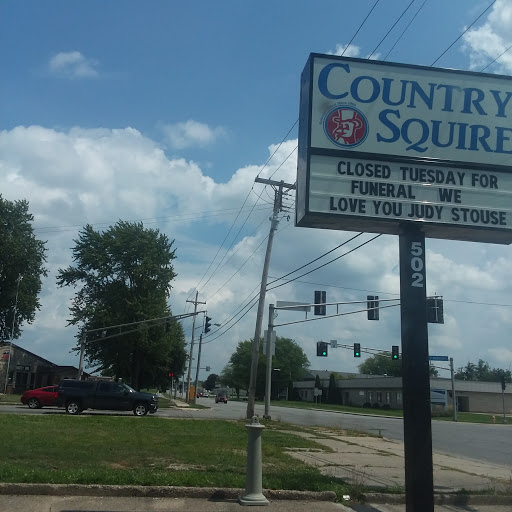 COUNTRY
SQUIRE
CLOSED TUESDAY FOR
FUNERAL WE
LOVE YOU JUDY STOUSE
502